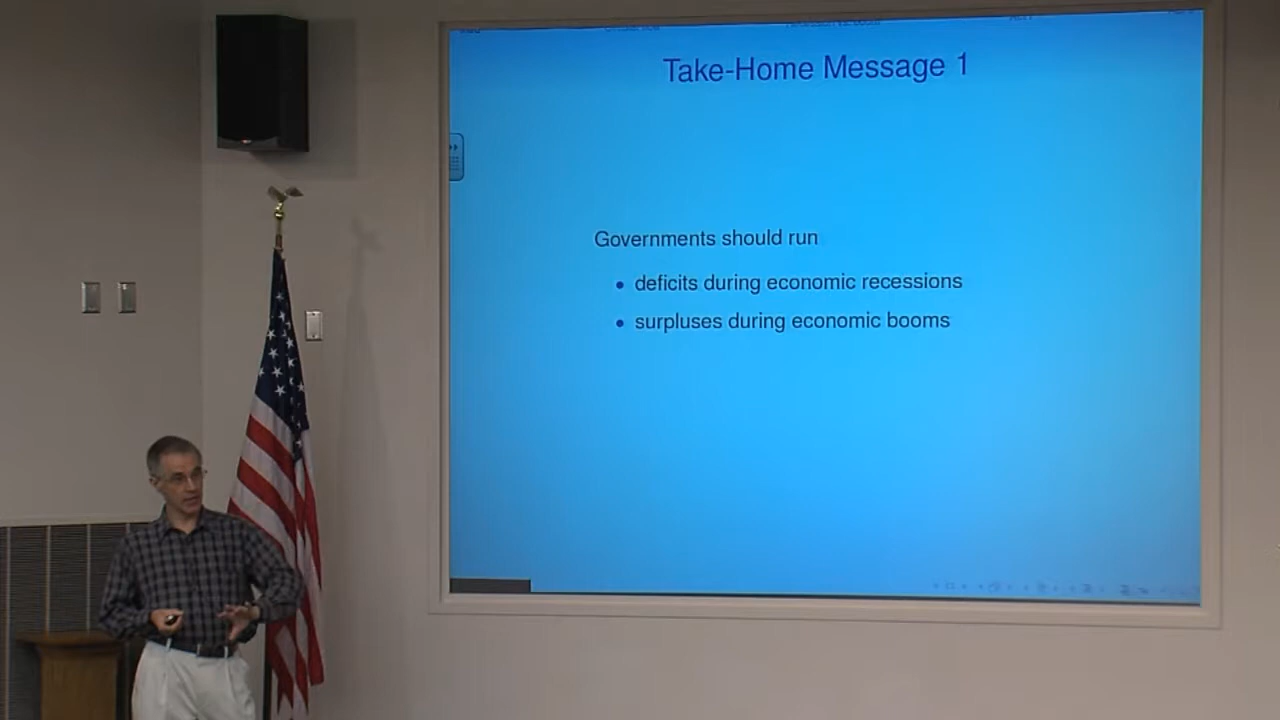 Take-Home Message 1
Governments should run
• deficits during economic recessions
• surpluses during economic booms